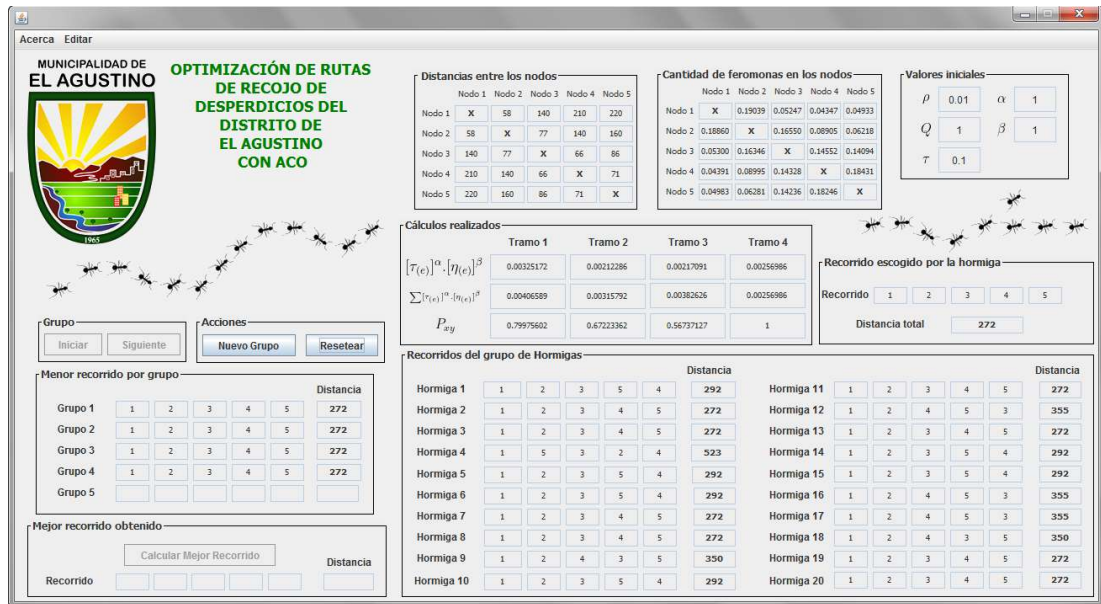 Acerca Editar
MUNICIPALIDAD DE
EL AGUSTINO
1965
OPTIMIZACIÓN DE RUTAS
DE RECOJO DE
DESPERDICIOS DEL
DISTRITO DE
EL AGUSTINO
CON ACO
Distancias entre los nodos
Nodo 1 Nodo 2 Nodo 3 Nodo 4 Nodo 5
Nodo 1 X 58 140 210 220
Nodo 2 58 X 77 140 160
Nodo 3 140 77 X 66 86
Nodo 4 210 140 66 X 71
Nodo 5 220 160 86 71 X
Cantidad de feromonas en los nodos
Nodo 1 Nodo 2 Nodo 3 Nodo 4 Nodo 5
Nodo 1 X 0.19039 0.05247 0.04347 0.04933
Nodo 2 0.18860 X 0.16550 0.08905 0.06218
Nodo 3 0.05300 0.16346 X 0.14552 0.14094
Nodo 4 0.04391 0.08995 0.14328 X 0.18431
Nodo 5 0.04983 0.06281 0.14236 0.18246 X
Valores iniciales
ρ 0.01 α 1
Q 1 β 1
τ 0.1
Cálculos realizados
Tramo 1 Tramo 2 Tramo 3 Tramo 4
[τ(e)]^α.[η(e)]^β 0.00325172 0.00212286 0.00217091 0.00256986
∑[τ(e)]^α.[η(e)]^β 0.00406589 0.00315792 0.00382626 0.00256986
Pxy 0.79975602 0.67223362 0.56737127 1
Recorrido escogido por la hormiga
Recorrido 1 2 3 4 5
Distancia total 272
Grupo
Iniciar Siguiente
Acciones
Nuevo Grupo Resetear
Menor recorrido por grupo
Distancia
Grupo 1 1 2 3 4 5 272
Grupo 2 1 2 3 4 5 272
Grupo 3 1 2 3 4 5 272
Grupo 4 1 2 3 4 5 272
Grupo 5
Mejor recorrido obtenido
Calcular Mejor Recorrido
Distancia
Recorrido
Recorridos del grupo de Hormigas
Distancia
Hormiga 1 1 2 3 5 4 292
Hormiga 2 1 2 3 4 5 272
Hormiga 3 1 2 3 4 5 272
Hormiga 4 1 5 3 2 4 523
Hormiga 5 1 2 3 5 4 292
Hormiga 6 1 2 3 5 4 292
Hormiga 7 1 2 3 4 5 272
Hormiga 8 1 2 3 4 5 272
Hormiga 9 1 2 4 3 5 350
Hormiga 10 1 2 3 5 4 292
Distancia
Hormiga 11 1 2 3 4 5 272
Hormiga 12 1 2 4 5 3 355
Hormiga 13 1 2 3 4 5 272
Hormiga 14 1 2 3 5 4 292
Hormiga 15 1 2 3 5 4 292
Hormiga 16 1 2 4 5 3 355
Hormiga 17 1 2 4 5 3 355
Hormiga 18 1 2 4 3 5 350
Hormiga 19 1 2 3 4 5 272
Hormiga 20 1 2 3 4 5 272